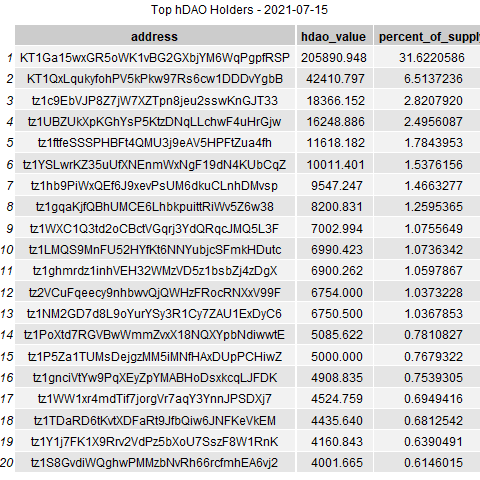 Top hDAO Holders - 2021-07-15
address hdao_value percent_of_supply
1 KT1Ga15wxGR5oWK1vBG2GXbjYM6WqPgpfRSP 205890.948 31.6220586
2 KT1QxLqukyfohPV5kPkw97Rs6cw1DDDvYgbB 42410.797 6.5137236
3 tz1c9EbVJP8Z7jW7XZTpn8jeu2sswKnGJT33 18366.152 2.8207920
4 tz1UBZUkXpKGhYsP5KtzDNqLLchwF4uHrGjw 16248.886 2.4956087
5 tz1ftfeSSSPHBFt4QMU3j9eAV5HPFtZua4fh 11618.182 1.7843953
6 tz1YSLwrKZ35uUfXNEnmWxNgF19dN4KUbCqZ 10011.401 1.5376156
7 tz1hb9PiWxQEf6J9xevPsUM6dkuCLnhDMvsp 9547.247 1.4663277
8 tz1gqaKjfQBhUMCE6LhbkpuittRiWv5Z6w38 8200.831 1.2595365
9 tz1WXC1Q3td2oCBctVGqrj3YdQRqcJMQ5L3F 7002.994 1.0755649
10 tz1LMQS9MnFU52HYfKt6NNYubjcSFmkHDutc 6990.423 1.0736342
11 tz1ghmrdz1inhVEH32WMzVD5z1bsbZj4zDgX 6900.262 1.0597867
12 tz2VCuFqeecy9nhbwvQjQWHzFRocRNXxV99F 6754.000 1.0373228
13 tz1NM2GD7d8L9oYurYSy3R1Cy7ZAU1ExDyC6 6750.500 1.0367853
14 tz1PoXtd7RGVBwWmmZvxX18NQXYpbNdiwwtE 5085.622 0.7810827
15 tz1P5Za1TUMsDejgzMM5iMNfHAxDUpPCHiwZ 5000.000 0.7679322
16 tz1gnciVtYw9PqXEyZpYMABHoDsxkcqLJFDK 4908.835 0.7539305
17 tz1WW1xr4mdTif7jorgVr7aqY3YnnJPSDXj7 4524.759 0.6949416
18 tz1TDaRD6tKvtXDFaRt9JfbQiw6JNFKeVkEM 4435.640 0.6812542
19 tz1Y1j7FK1X9Rrv2VdPz5bXoU7SszF8W1RnK 4160.843 0.6390491
20 tz1S8GvdiWQghwPMMzbNvRh66rcfmhEA6vj2 4001.665 0.6146015